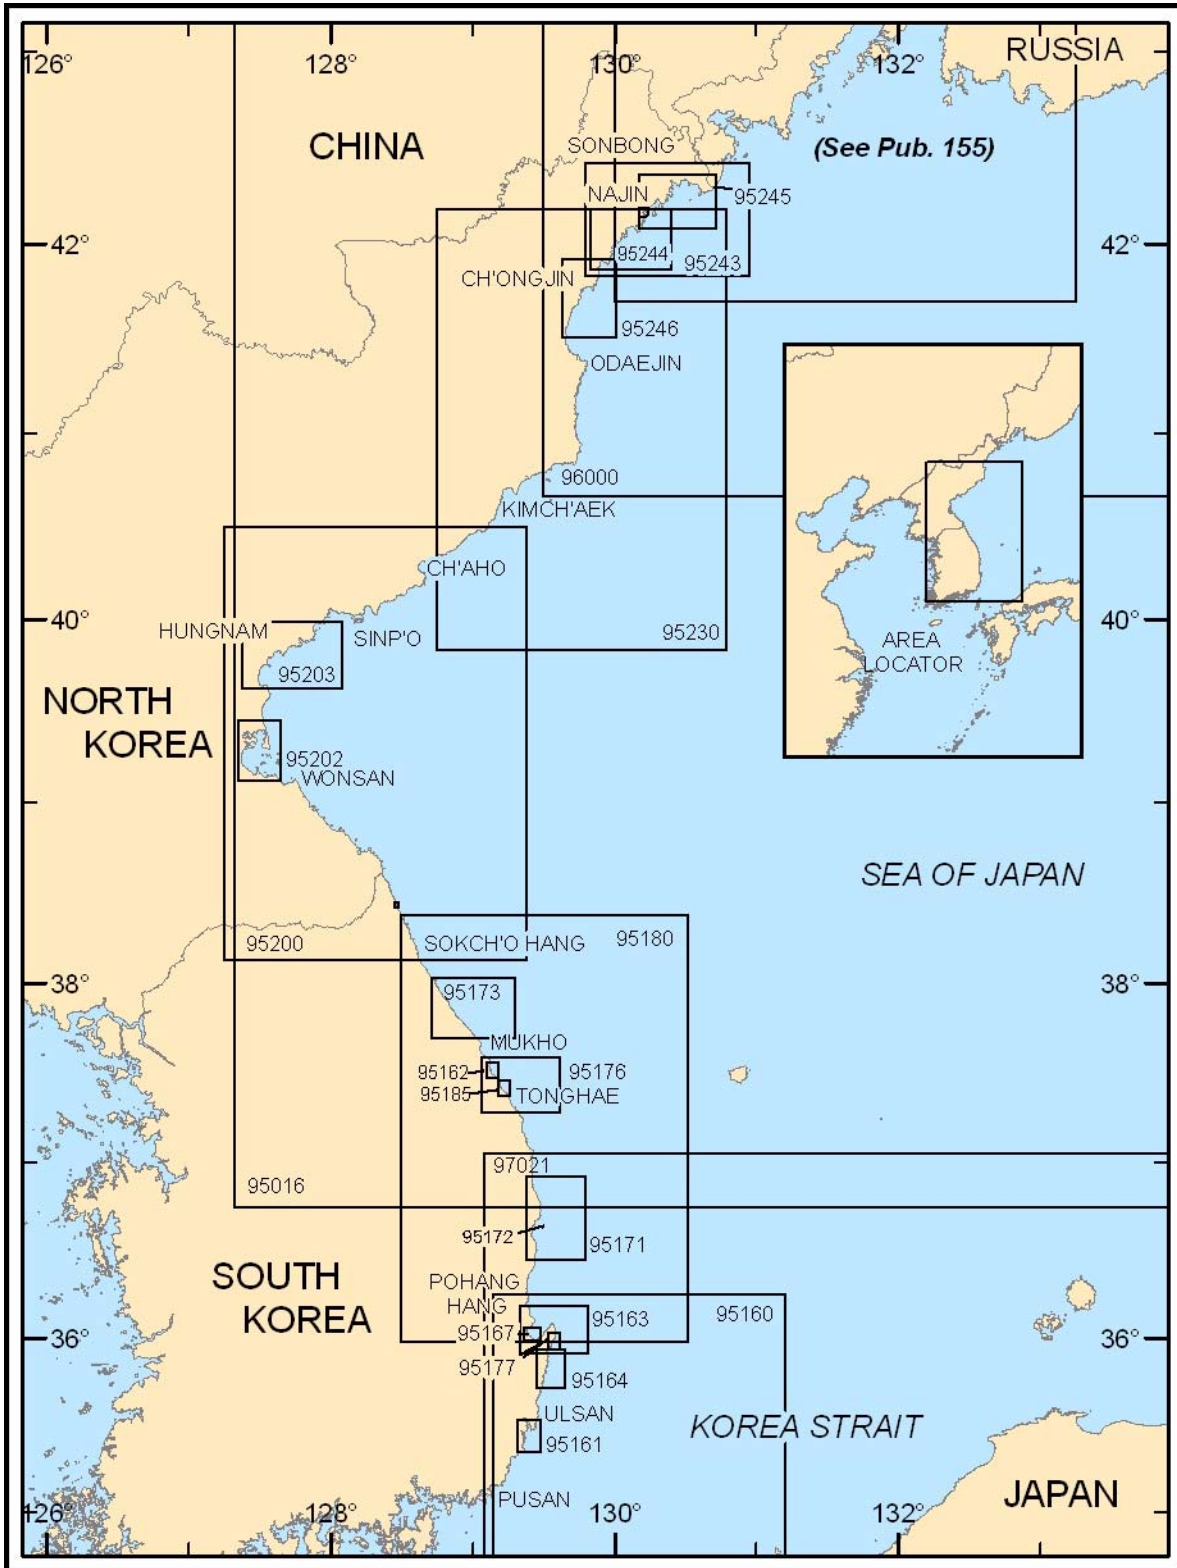 126°
128°
130°
132°
RUSSIA
CHINA
SONBONG
(See Pub. 155)
NAJIN
95245
42°
95244
95243
42°
CH'ONGJIN
95246
ODAEJIN
96000
KIMCH'AEK
CH'AHO
40°
HUNGNAM
SINP'O
95230
40°
AREA
LOCATOR
95203
NORTH
KOREA
95202
WONSAN
SEA OF JAPAN
95200
SOKCH'O HANG
95180
38°
95173
38°
MUKHO
95162
95176
95185
TONGHAE
97021
95016
95172
95171
SOUTH
KOREA
POHANG
HANG
95163
95160
36°
95167
36°
95177
95164
ULSAN
95161
KOREA STRAIT
PUSAN
JAPAN
126°
128°
130°
132°